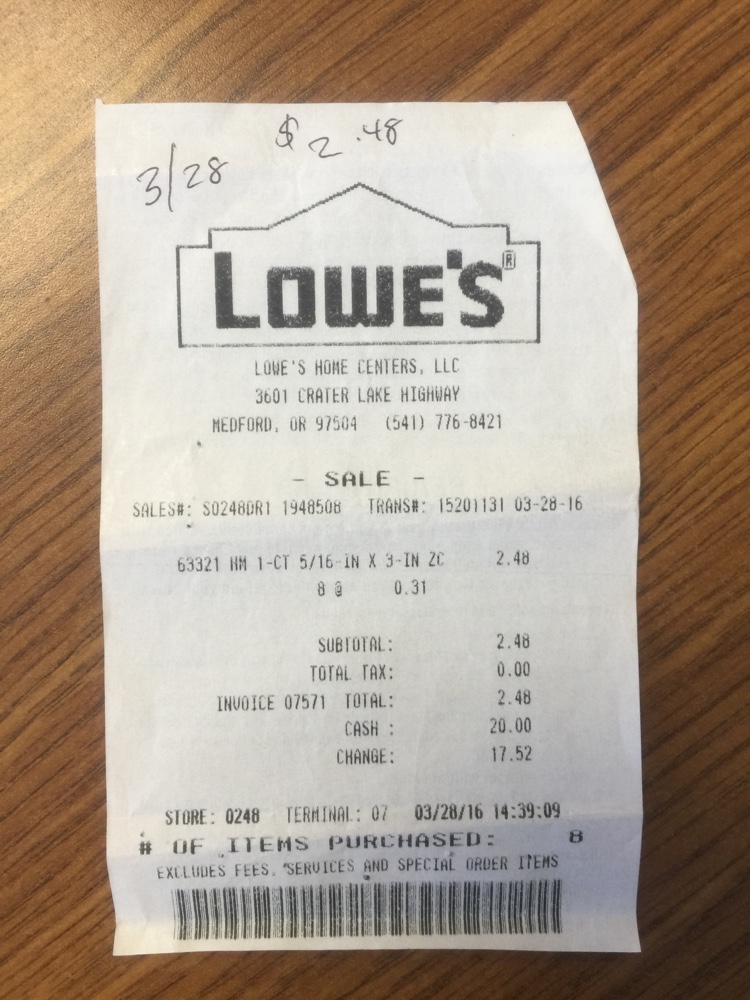 $ 2.48
3/28
LOWE'S®
LOWE'S HOME CENTERS, LLC
3601 CRATER LAKE HIGHWAY
MEDFORD, OR 97504 (541) 776-8421
- SALE -
SALES#: S0248DR1 1948508 TRANS#: 15201131 03-28-16
63321 HM 1-CT 5/16-IN X 3-IN ZC 2.48
8 @ 0.31
SUBTOTAL: 2.48
TOTAL TAX: 0.00
INVOICE 07571 TOTAL: 2.48
CASH : 20.00
CHANGE: 17.52
STORE: 0248 TERMINAL: 07 03/28/16 14:39:09
# OF ITEMS PURCHASED: 8
EXCLUDES FEES, SERVICES AND SPECIAL ORDER ITEMS